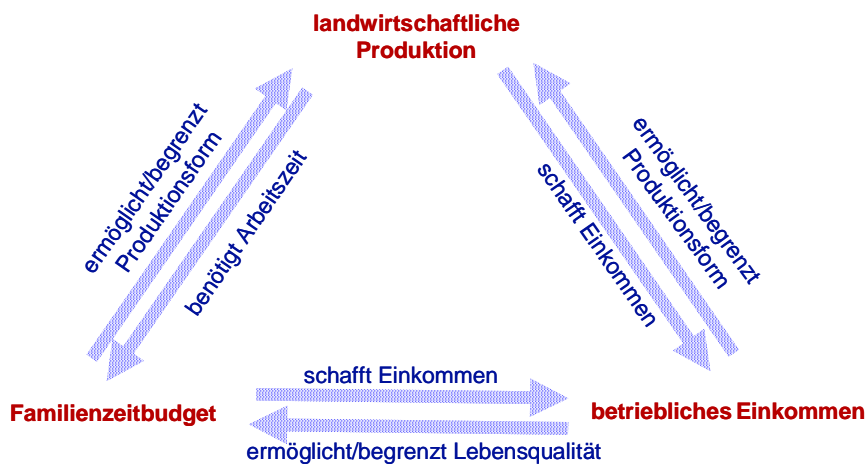 landwirtschaftliche
Produktion
ermöglicht/begrenzt
Produktionsform
benötigt Arbeitszeit
schafft Einkommen
ermöglicht/begrenzt
Produktionsform
schafft Einkommen
Familienzeitbudget
betriebliches Einkommen
ermöglicht/begrenzt Lebensqualität